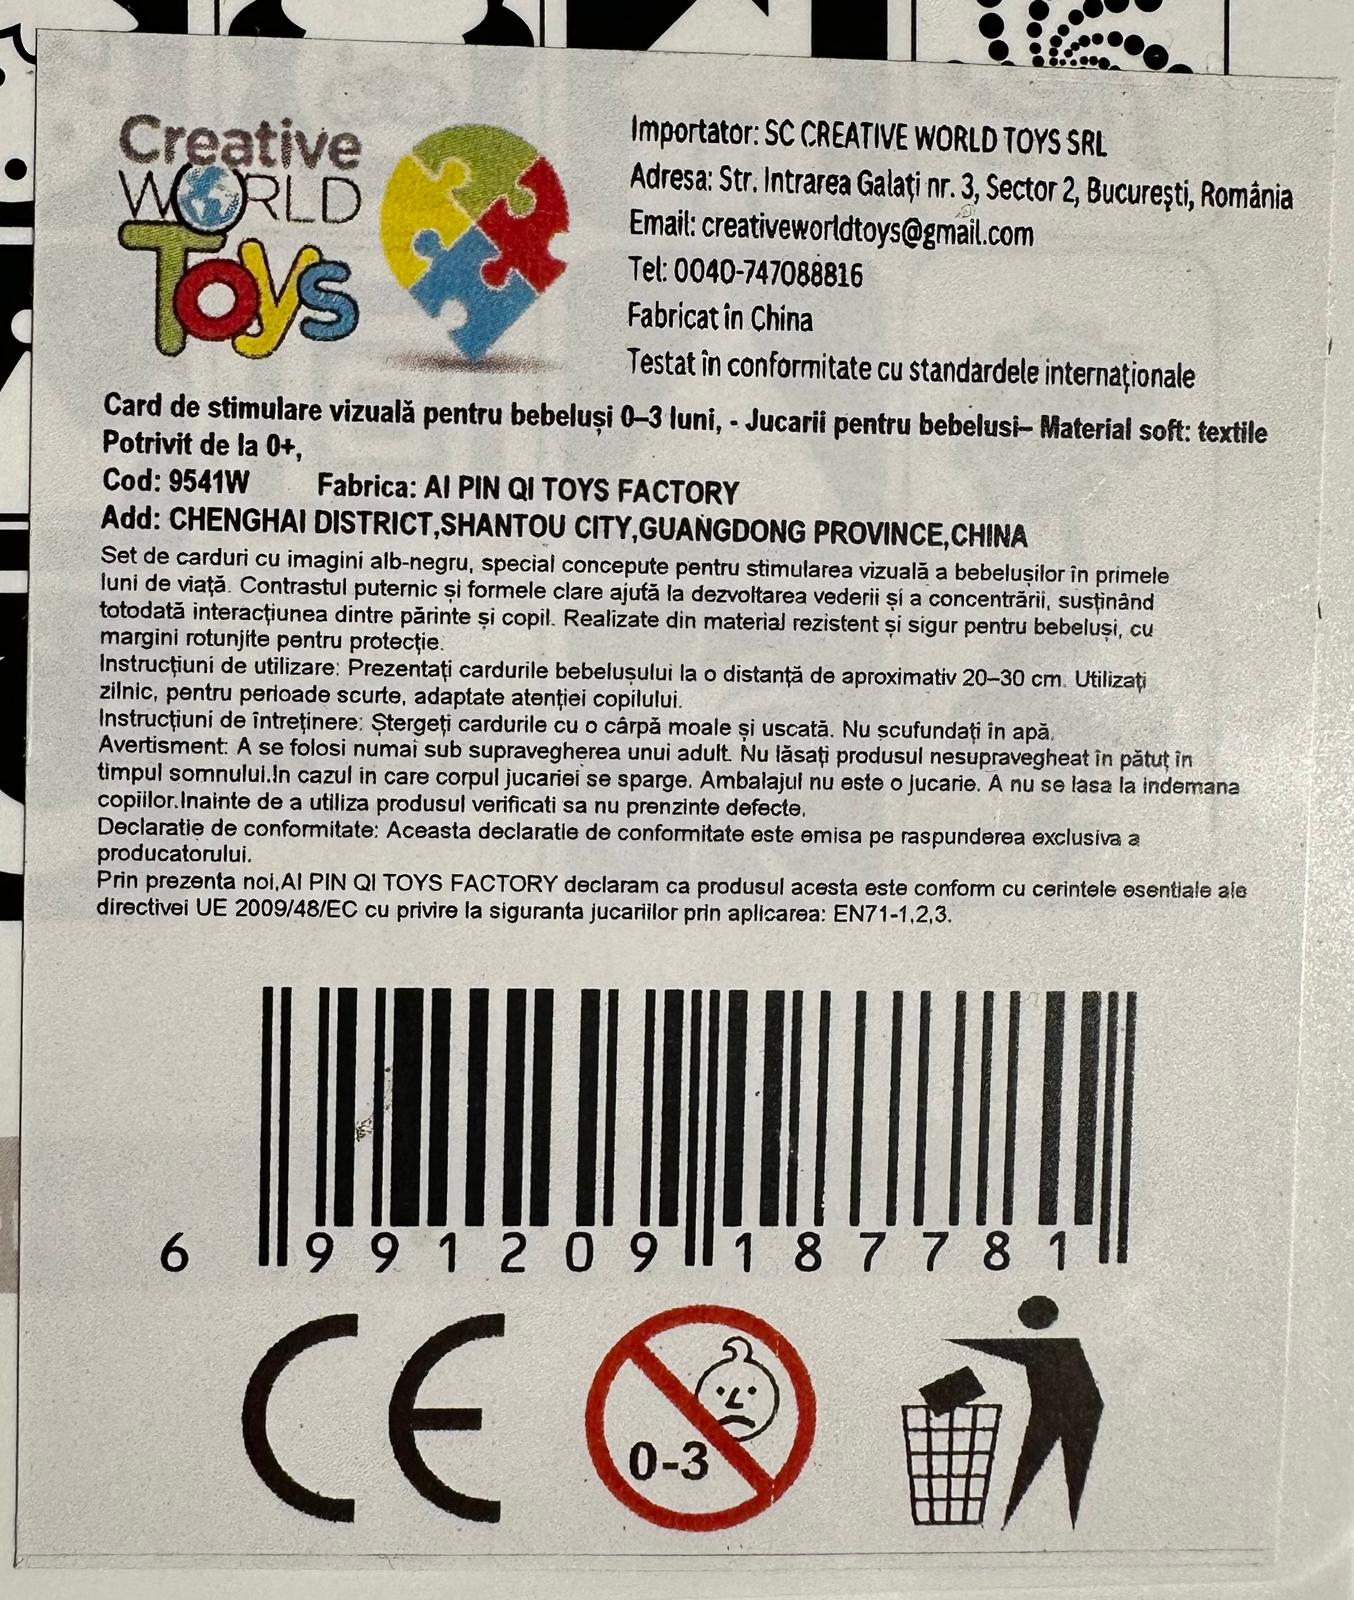 Creative
WORLD
Toys
Importator: SC CREATIVE WORLD TOYS SRL
Adresa: Str. Intrarea Galați nr. 3, Sector 2, București, România
Email: creativeworldtoys@gmail.com
Tel: 0040-747088816
Fabricat în China
Testat în conformitate cu standardele internaționale
Card de stimulare vizuală pentru bebeluși 0–3 luni, - Jucarii pentru bebelusi– Material soft: textile
Potrivit de la 0+,
Cod: 9541W Fabrica: AI PIN QI TOYS FACTORY
Add: CHENGHAI DISTRICT,SHANTOU CITY,GUANGDONG PROVINCE,CHINA
Set de carduri cu imagini alb-negru, special concepute pentru stimularea vizuală a bebelușilor în primele
luni de viață. Contrastul puternic și formele clare ajută la dezvoltarea vederii și a concentrării, susținând
totodată interacțiunea dintre părinte și copil. Realizate din material rezistent și sigur pentru bebeluși, cu
margini rotunjite pentru protecție.
Instrucțiuni de utilizare: Prezentați cardurile bebelușului la o distanță de aproximativ 20–30 cm. Utilizați
zilnic, pentru perioade scurte, adaptate atenției copilului.
Instrucțiuni de întreținere: Ștergeți cardurile cu o cârpă moale și uscată. Nu scufundați în apă.
Avertisment: A se folosi numai sub supravegherea unui adult. Nu lăsați produsul nesupravegheat în pătuț în
timpul somnului.In cazul in care corpul jucariei se sparge. Ambalajul nu este o jucarie. A nu se lasa la indemana
copiilor.Inainte de a utiliza produsul verificati sa nu prenzinte defecte.
Declaratie de conformitate: Aceasta declaratie de conformitate este emisa pe raspunderea exclusiva a
producatorului.
Prin prezenta noi,AI PIN QI TOYS FACTORY declaram ca produsul acesta este conform cu cerintele esentiale ale
directivei UE 2009/48/EC cu privire la siguranta jucariilor prin aplicarea: EN71-1,2,3.
6 991209 187781
CE
0-3